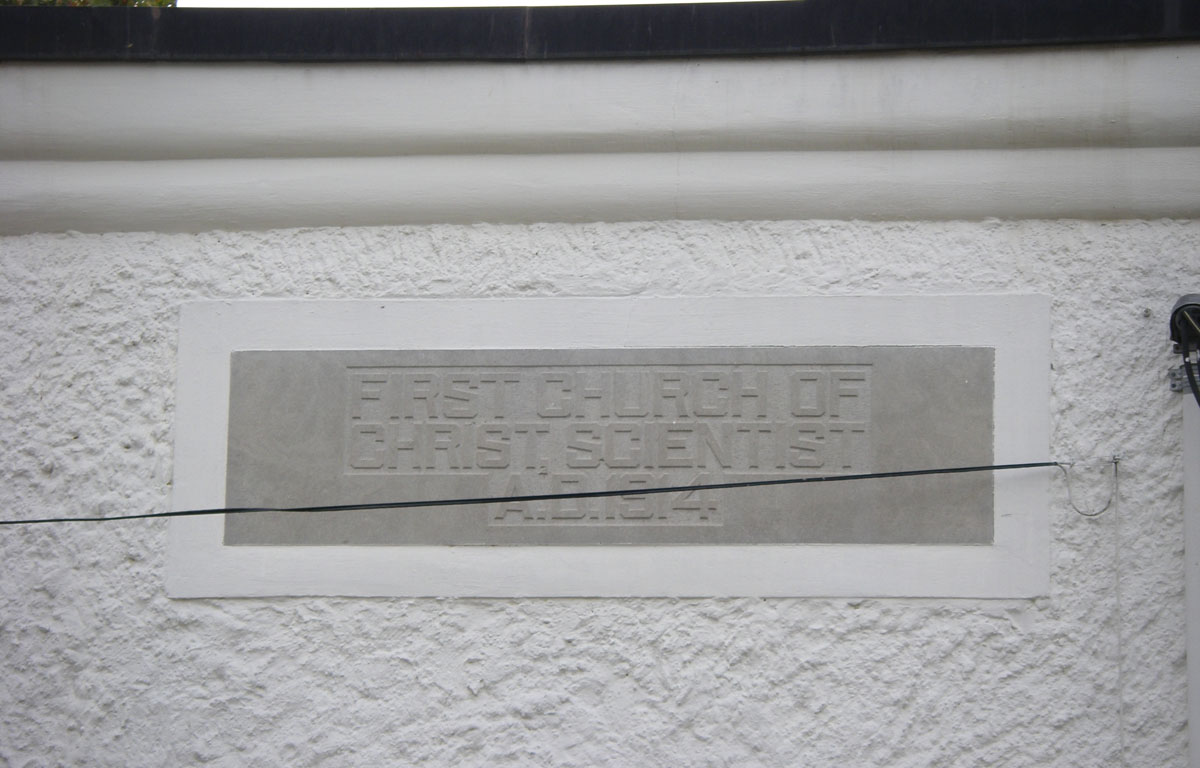 FIRST CHURCH OF
CHRIST, SCIENTIST
A.D. 1914